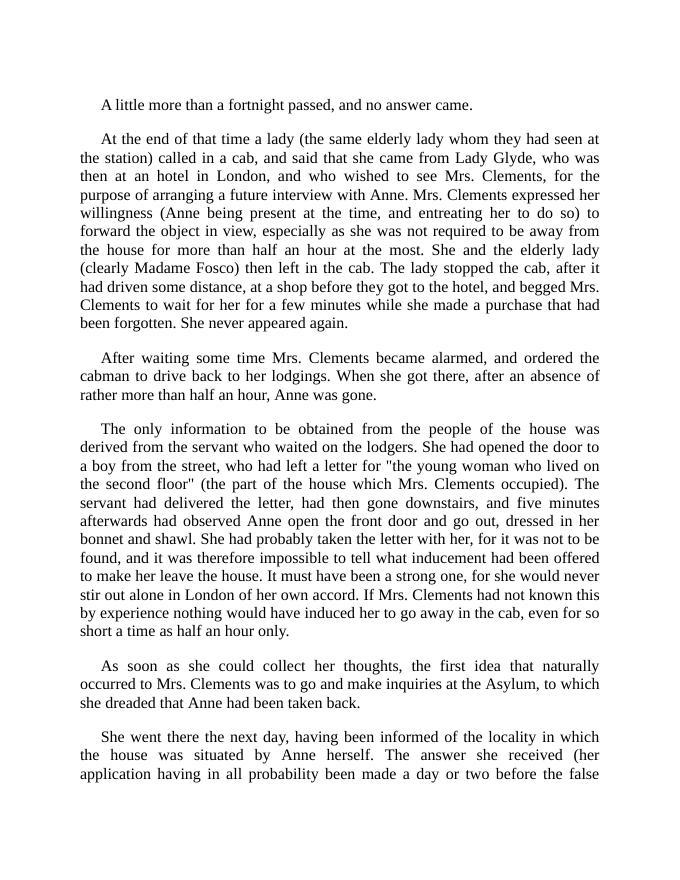 A little more than a fortnight passed, and no answer came.
At the end of that time a lady (the same elderly lady whom they had seen at
the station) called in a cab, and said that she came from Lady Glyde, who was
then at an hotel in London, and who wished to see Mrs. Clements, for the
purpose of arranging a future interview with Anne. Mrs. Clements expressed her
willingness (Anne being present at the time, and entreating her to do so) to
forward the object in view, especially as she was not required to be away from
the house for more than half an hour at the most. She and the elderly lady
(clearly Madame Fosco) then left in the cab. The lady stopped the cab, after it
had driven some distance, at a shop before they got to the hotel, and begged Mrs.
Clements to wait for her for a few minutes while she made a purchase that had
been forgotten. She never appeared again.
After waiting some time Mrs. Clements became alarmed, and ordered the
cabman to drive back to her lodgings. When she got there, after an absence of
rather more than half an hour, Anne was gone.
The only information to be obtained from the people of the house was
derived from the servant who waited on the lodgers. She had opened the door to
a boy from the street, who had left a letter for "the young woman who lived on
the second floor" (the part of the house which Mrs. Clements occupied). The
servant had delivered the letter, had then gone downstairs, and five minutes
afterwards had observed Anne open the front door and go out, dressed in her
bonnet and shawl. She had probably taken the letter with her, for it was not to be
found, and it was therefore impossible to tell what inducement had been offered
to make her leave the house. It must have been a strong one, for she would never
stir out alone in London of her own accord. If Mrs. Clements had not known this
by experience nothing would have induced her to go away in the cab, even for so
short a time as half an hour only.
As soon as she could collect her thoughts, the first idea that naturally
occurred to Mrs. Clements was to go and make inquiries at the Asylum, to which
she dreaded that Anne had been taken back.
She went there the next day, having been informed of the locality in which
the house was situated by Anne herself. The answer she received (her
application having in all probability been made a day or two before the false